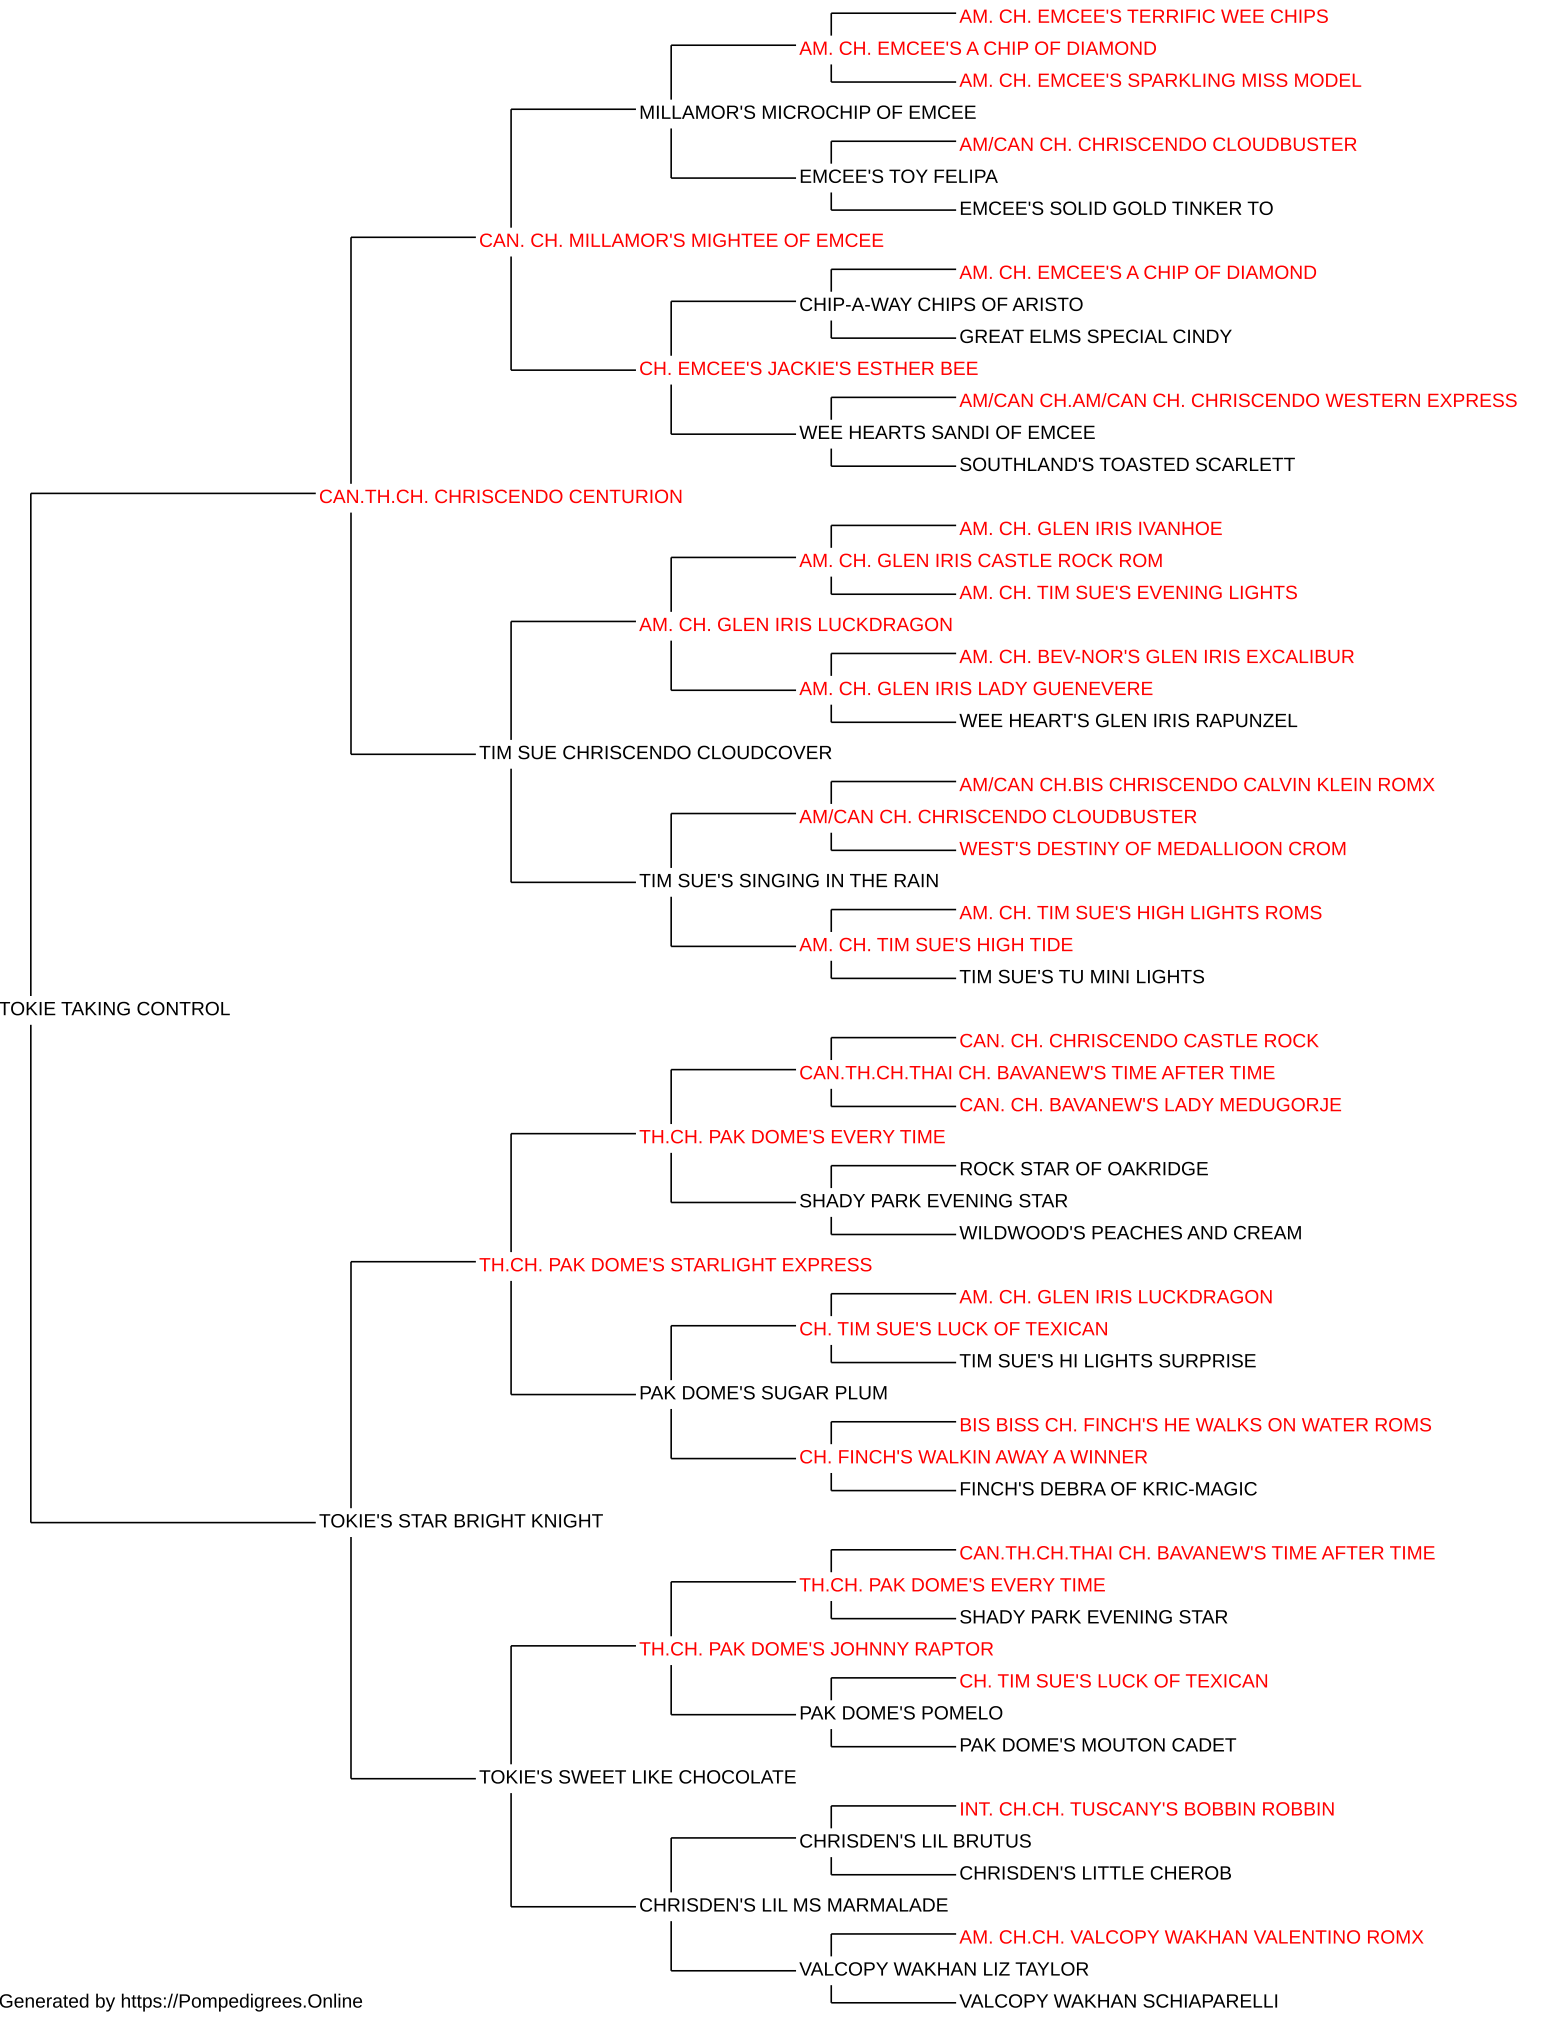 AM. CH. EMCEE'S TERRIFIC WEE CHIPS
AM. CH. EMCEE'S A CHIP OF DIAMOND
AM. CH. EMCEE'S SPARKLING MISS MODEL
MILLAMOR'S MICROCHIP OF EMCEE
AM/CAN CH. CHRISCENDO CLOUDBUSTER
EMCEE'S TOY FELIPA
EMCEE'S SOLID GOLD TINKER TO
CAN. CH. MILLAMOR'S MIGHTEE OF EMCEE
AM. CH. EMCEE'S A CHIP OF DIAMOND
CHIP-A-WAY CHIPS OF ARISTO
GREAT ELMS SPECIAL CINDY
CH. EMCEE'S JACKIE'S ESTHER BEE
AM/CAN CH.AM/CAN CH. CHRISCENDO WESTERN EXPRESS
WEE HEARTS SANDI OF EMCEE
SOUTHLAND'S TOASTED SCARLETT
CAN.TH.CH. CHRISCENDO CENTURION
AM. CH. GLEN IRIS IVANHOE
AM. CH. GLEN IRIS CASTLE ROCK ROM
AM. CH. TIM SUE'S EVENING LIGHTS
AM. CH. GLEN IRIS LUCKDRAGON
AM. CH. BEV-NOR'S GLEN IRIS EXCALIBUR
AM. CH. GLEN IRIS LADY GUENEVERE
WEE HEART'S GLEN IRIS RAPUNZEL
TIM SUE CHRISCENDO CLOUDCOVER
AM/CAN CH.BIS CHRISCENDO CALVIN KLEIN ROMX
AM/CAN CH. CHRISCENDO CLOUDBUSTER
WEST'S DESTINY OF MEDALLIOON CROM
TIM SUE'S SINGING IN THE RAIN
AM. CH. TIM SUE'S HIGH LIGHTS ROMS
AM. CH. TIM SUE'S HIGH TIDE
TIM SUE'S TU MINI LIGHTS
TOKIE TAKING CONTROL
CAN. CH. CHRISCENDO CASTLE ROCK
CAN.TH.CH.THAI CH. BAVANEW'S TIME AFTER TIME
CAN. CH. BAVANEW'S LADY MEDUGORJE
TH.CH. PAK DOME'S EVERY TIME
ROCK STAR OF OAKRIDGE
SHADY PARK EVENING STAR
WILDWOOD'S PEACHES AND CREAM
TH.CH. PAK DOME'S STARLIGHT EXPRESS
AM. CH. GLEN IRIS LUCKDRAGON
CH. TIM SUE'S LUCK OF TEXICAN
TIM SUE'S HI LIGHTS SURPRISE
PAK DOME'S SUGAR PLUM
BIS BISS CH. FINCH'S HE WALKS ON WATER ROMS
CH. FINCH'S WALKIN AWAY A WINNER
FINCH'S DEBRA OF KRIC-MAGIC
TOKIE'S STAR BRIGHT KNIGHT
CAN.TH.CH.THAI CH. BAVANEW'S TIME AFTER TIME
TH.CH. PAK DOME'S EVERY TIME
SHADY PARK EVENING STAR
TH.CH. PAK DOME'S JOHNNY RAPTOR
CH. TIM SUE'S LUCK OF TEXICAN
PAK DOME'S POMELO
PAK DOME'S MOUTON CADET
TOKIE'S SWEET LIKE CHOCOLATE
INT. CH.CH. TUSCANY'S BOBBIN ROBBIN
CHRISDEN'S LIL BRUTUS
CHRISDEN'S LITTLE CHEROB
CHRISDEN'S LIL MS MARMALADE
AM. CH.CH. VALCOPY WAKHAN VALENTINO ROMX
VALCOPY WAKHAN LIZ TAYLOR
VALCOPY WAKHAN SCHIAPARELLI
Generated by https://Pompedigrees.Online